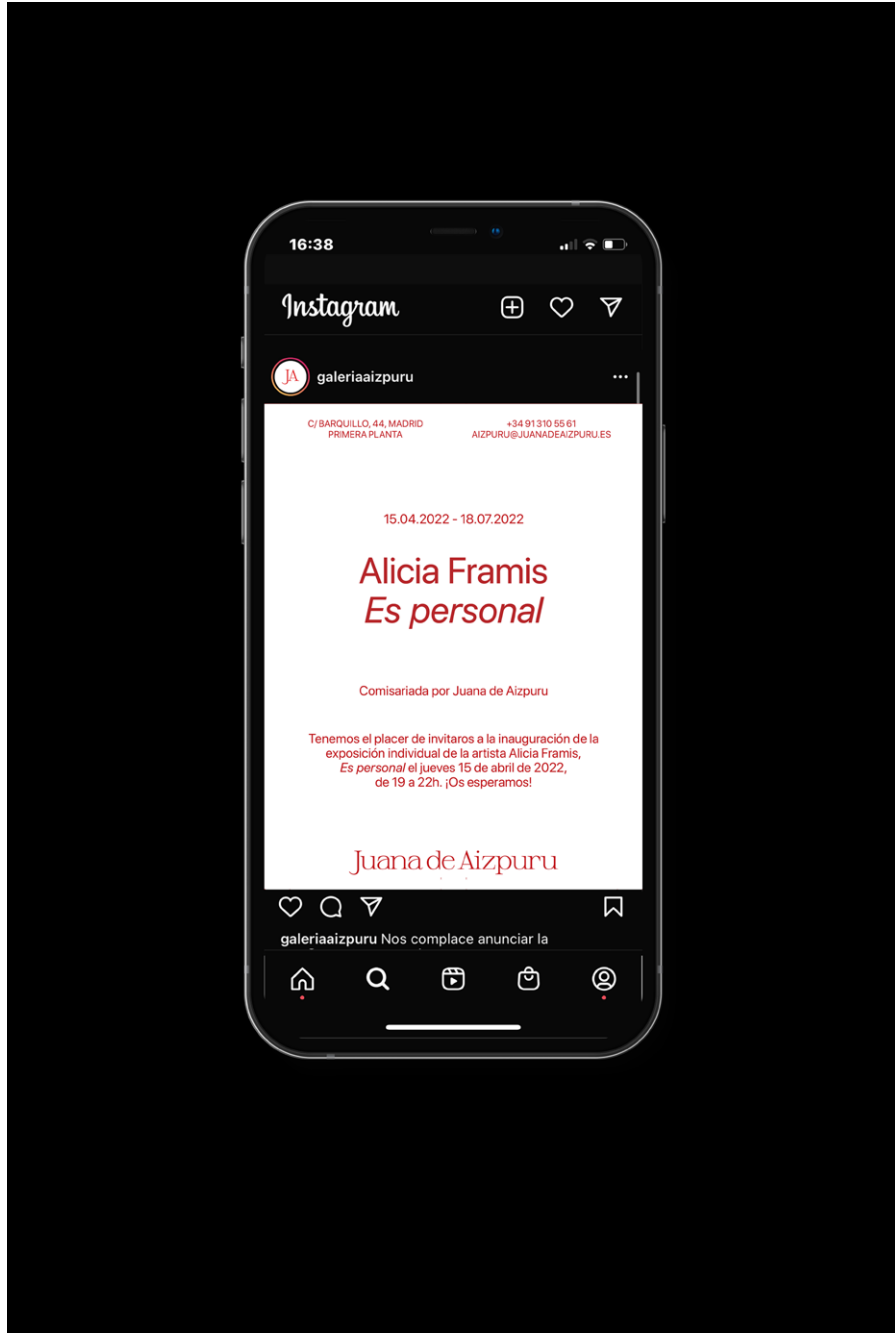 16:38
Instagram
JA
galeriaaizpuru
C/ BARQUILLO, 44, MADRID
PRIMERA PLANTA
+34 91 310 55 61
AIZPURU@JUANADEAIZPURU.ES
15.04.2022 - 18.07.2022
Alicia Framis
Es personal
Comisariada por Juana de Aizpuru
Tenemos el placer de invitaros a la inauguración de la
exposición individual de la artista Alicia Framis,
Es personal el jueves 15 de abril de 2022,
de 19 a 22h. ¡Os esperamos!
Juana de Aizpuru
galeriaaizpuru Nos complace anunciar la